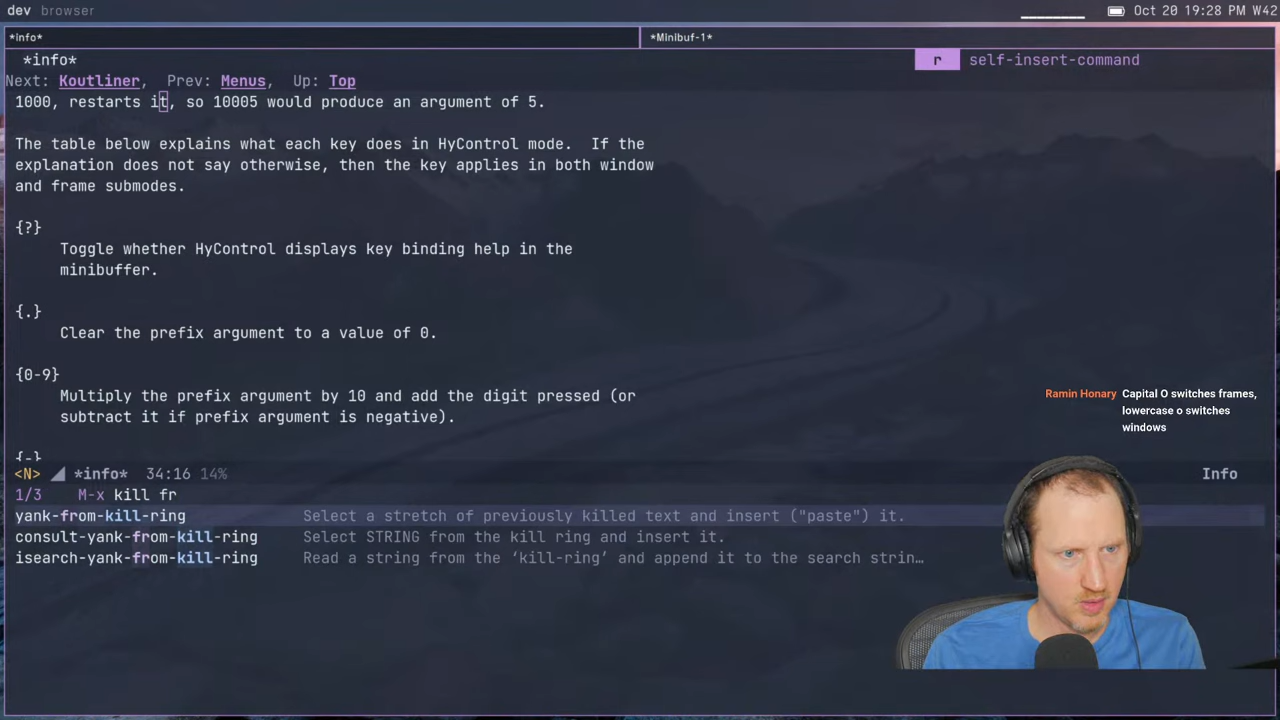 dev browser Oct 20 19:28 PM W42
*info* *Minibuf-1*
*info* r self-insert-command
Next: Koutliner, Prev: Menus, Up: Top
1000, restarts it, so 10005 would produce an argument of 5.
The table below explains what each key does in HyControl mode. If the
explanation does not say otherwise, then the key applies in both window
and frame submodes.
{?}
Toggle whether HyControl displays key binding help in the
minibuffer.
{.}
Clear the prefix argument to a value of 0.
{0-9}
Multiply the prefix argument by 10 and add the digit pressed (or
subtract it if prefix argument is negative).
Ramin Honary Capital O switches frames,
lowercase o switches
windows
{-}
<N> *info* 34:16 14% Info
1/3 M-x kill fr
yank-from-kill-ring Select a stretch of previously killed text and insert ("paste") it.
consult-yank-from-kill-ring Select STRING from the kill ring and insert it.
isearch-yank-from-kill-ring Read a string from the ‘kill-ring’ and append it to the search strin…